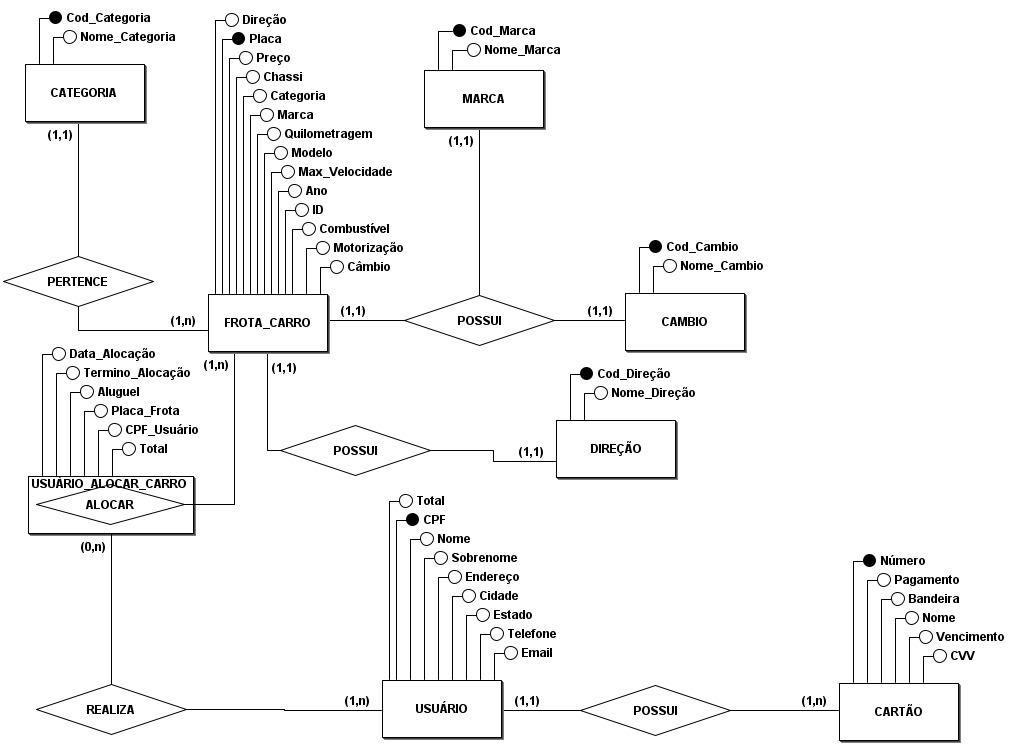 Cod_Categoria
Nome_Categoria
CATEGORIA
(1,1)
PERTENCE
(1,n)
Direção
Placa
Preço
Chassi
Categoria
Marca
Quilometragem
Modelo
Max_Velocidade
Ano
ID
Combustível
Motorização
Câmbio
FROTA_CARRO
(1,1)
(1,n)
(1,1)
Cod_Marca
Nome_Marca
MARCA
(1,1)
POSSUI
(1,1)
Cod_Cambio
Nome_Cambio
CAMBIO
Cod_Direção
Nome_Direção
DIREÇÃO
(1,1)
POSSUI
Data_Alocação
Termino_Alocação
Aluguel
Placa_Frota
CPF_Usuário
Total
USUÁRIO_ALOCAR_CARRO
ALOCAR
(0,n)
REALIZA
(1,n)
Total
CPF
Nome
Sobrenome
Endereço
Cidade
Estado
Telefone
Email
USUÁRIO
(1,1)
POSSUI
(1,n)
Número
Pagamento
Bandeira
Nome
Vencimento
CVV
CARTÃO